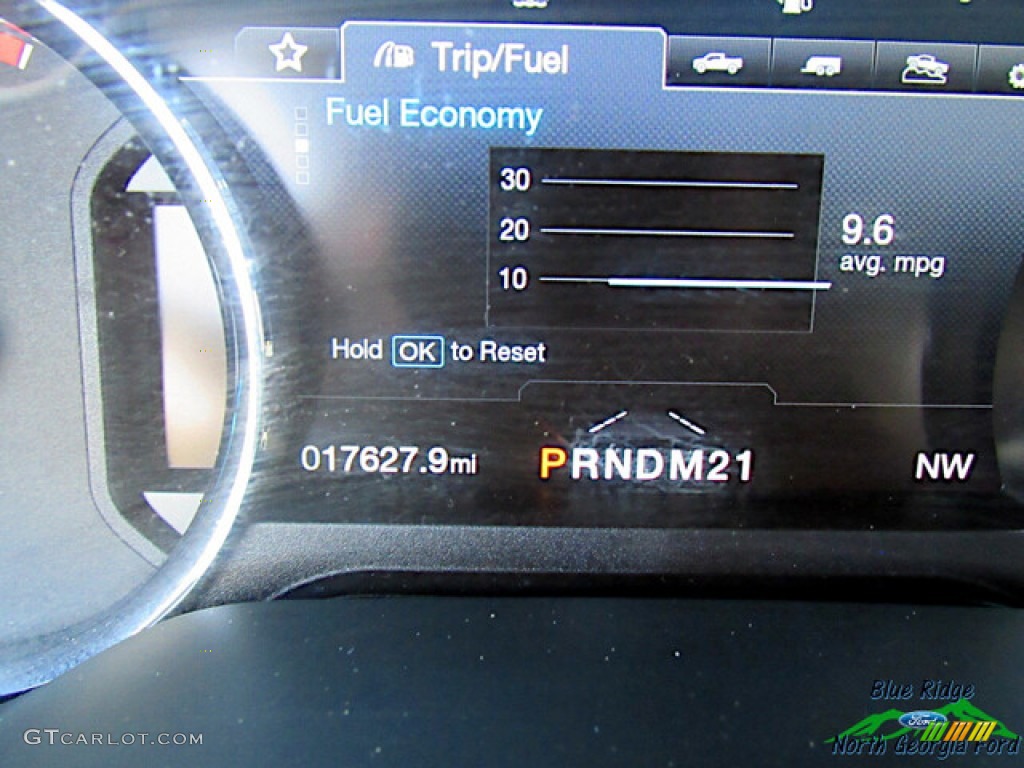 Trip/Fuel
Fuel Economy
30
20
10
9.6
avg. mpg
Hold OK to Reset
017627.9mi
PRNDM21
NW
GTcarlot.com
Blue Ridge
Ford
North Georgia Ford